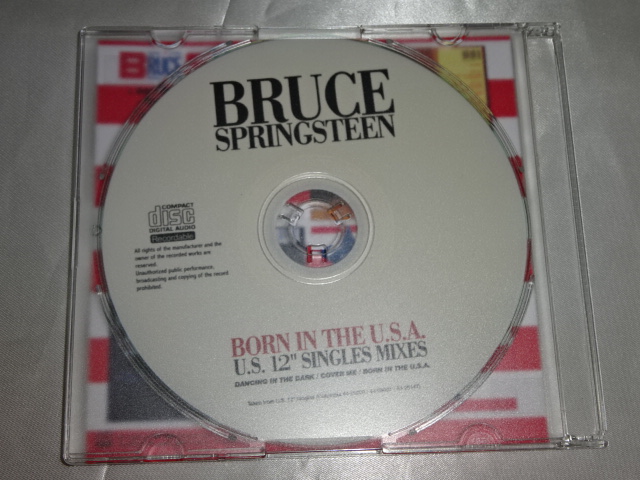 BRUCE
SPRINGSTEEN
COMPACT
disc
DIGITAL AUDIO
Recordable
All rights of the manufacturer and the
owner of the recorded works are
reserved.
Unauthorized public performance,
broadcasting and copying of the record
prohibited.
BORN IN THE U.S.A.
U.S. 12" SINGLES MIXES
DANCING IN THE DARK / COVER ME / BORN IN THE U.S.A.